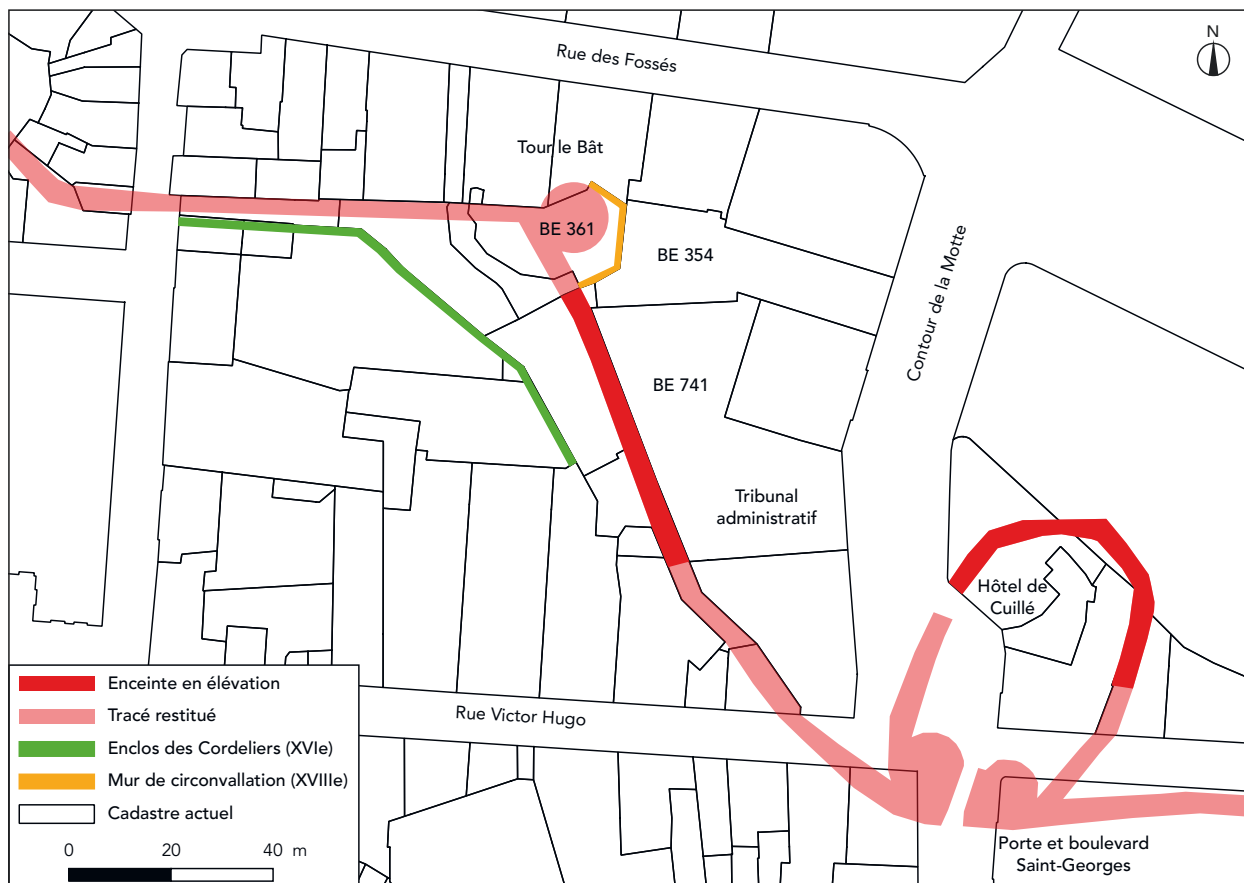 Rue des Fossés
N
Tour le Bât
BE 361
BE 354
Contour de la Motte
BE 741
Tribunal
administratif
Hôtel de
Cuillé
Enceinte en élévation
Tracé restitué
Rue Victor Hugo
Enclos des Cordeliers (XVIe)
Mur de circonvallation (XVIIIe)
Cadastre actuel
0 20 40 m
Porte et boulevard
Saint-Georges